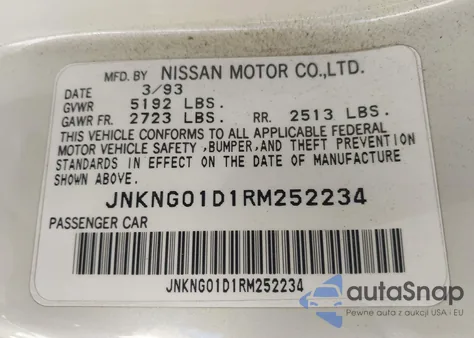 MFD. BY NISSAN MOTOR CO.,LTD.
DATE 3/93
GVWR 5192 LBS.
GAWR FR. 2723 LBS. RR. 2513 LBS.
THIS VEHICLE CONFORMS TO ALL APPLICABLE FEDERAL
MOTOR VEHICLE SAFETY ,BUMPER,AND THEFT PREVENTION
STANDARDS IN EFFECT ON THE DATE OF MANUFACTURE
SHOWN ABOVE.
JNKNG01D1RM252234
PASSENGER CAR
JNKNG01D1RM252234
autoSnap
Pewne auta z aukcji USA i EU